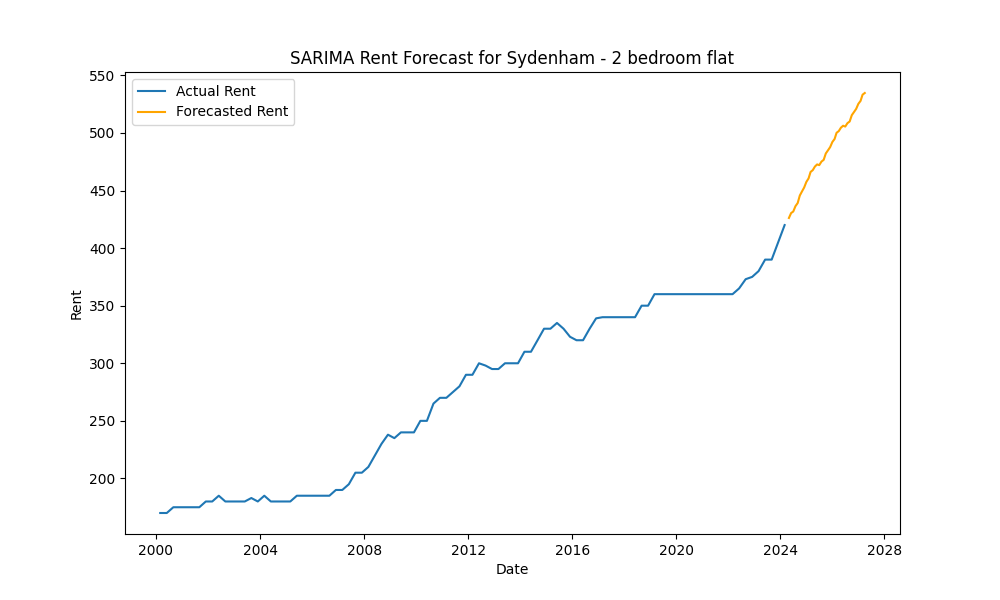 SARIMA Rent Forecast for Sydenham - 2 bedroom flat
Actual Rent
Forecasted Rent
Rent
550
500
450
400
350
300
250
200
2000 2004 2008 2012 2016 2020 2024 2028
Date